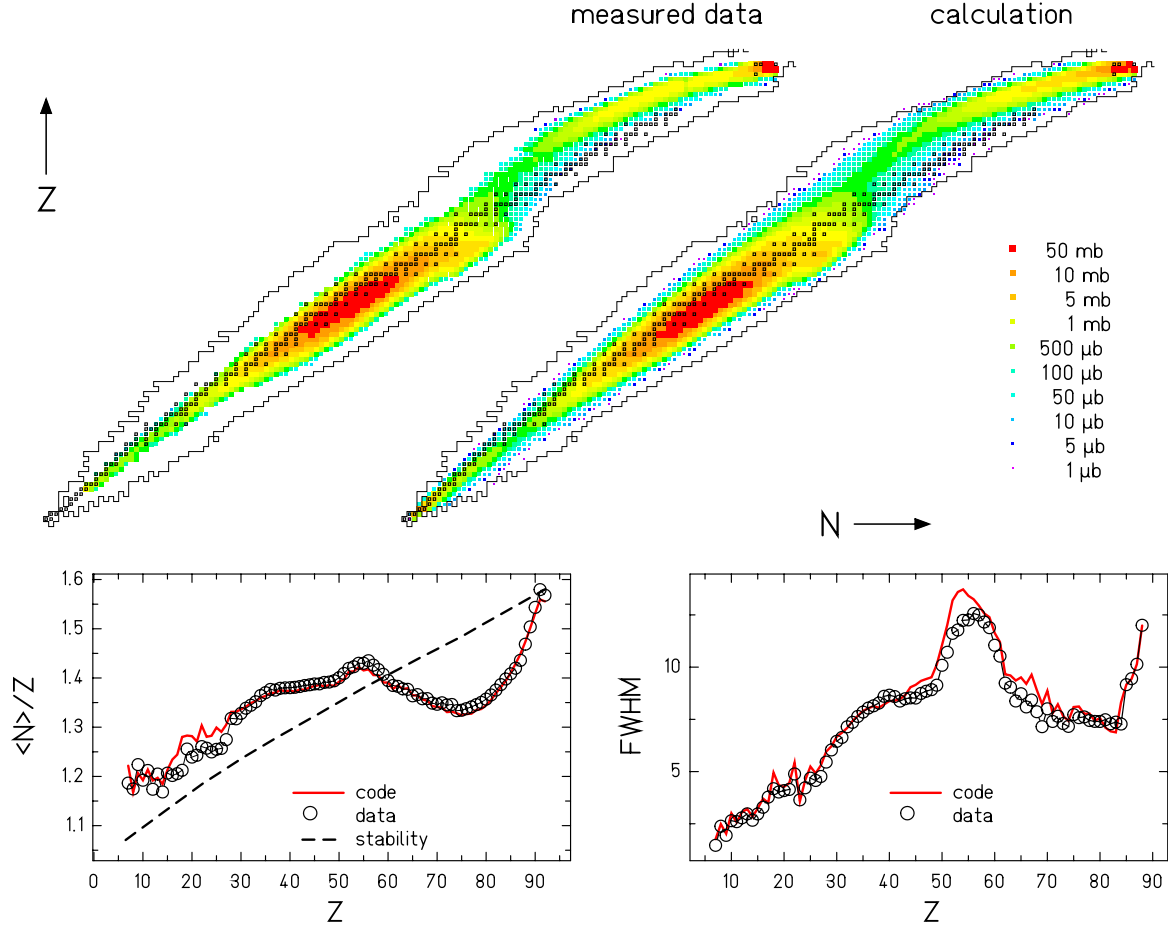 measured data
calculation
Z
50 mb
10 mb
5 mb
1 mb
500 μb
100 μb
50 μb
10 μb
5 μb
1 μb
N
1.6
1.5
1.4
1.3
1.2
1.1
<N>/Z
code
data
stability
0 10 20 30 40 50 60 70 80 90
Z
10
5
FWHM
code
data
10 20 30 40 50 60 70 80 90
Z